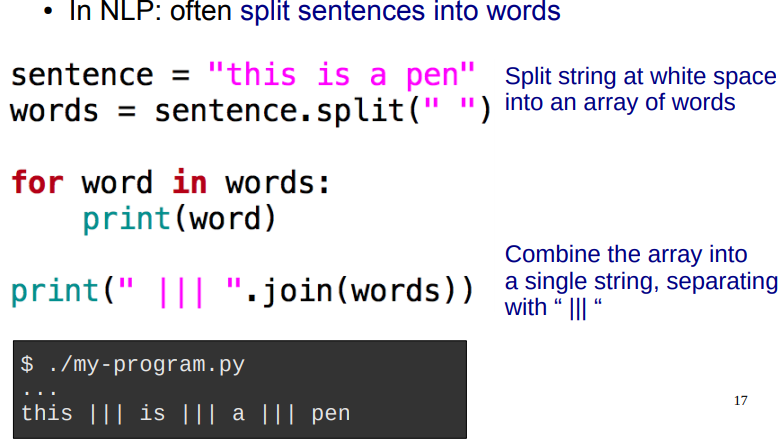 • In NLP: often split sentences into words
sentence = "this is a pen"
words = sentence.split(" ")
Split string at white space
into an array of words
for word in words:
    print(word)
print(" ||| ".join(words))
Combine the array into
a single string, separating
with “ ||| “
$ ./my-program.py
...
this ||| is ||| a ||| pen
17